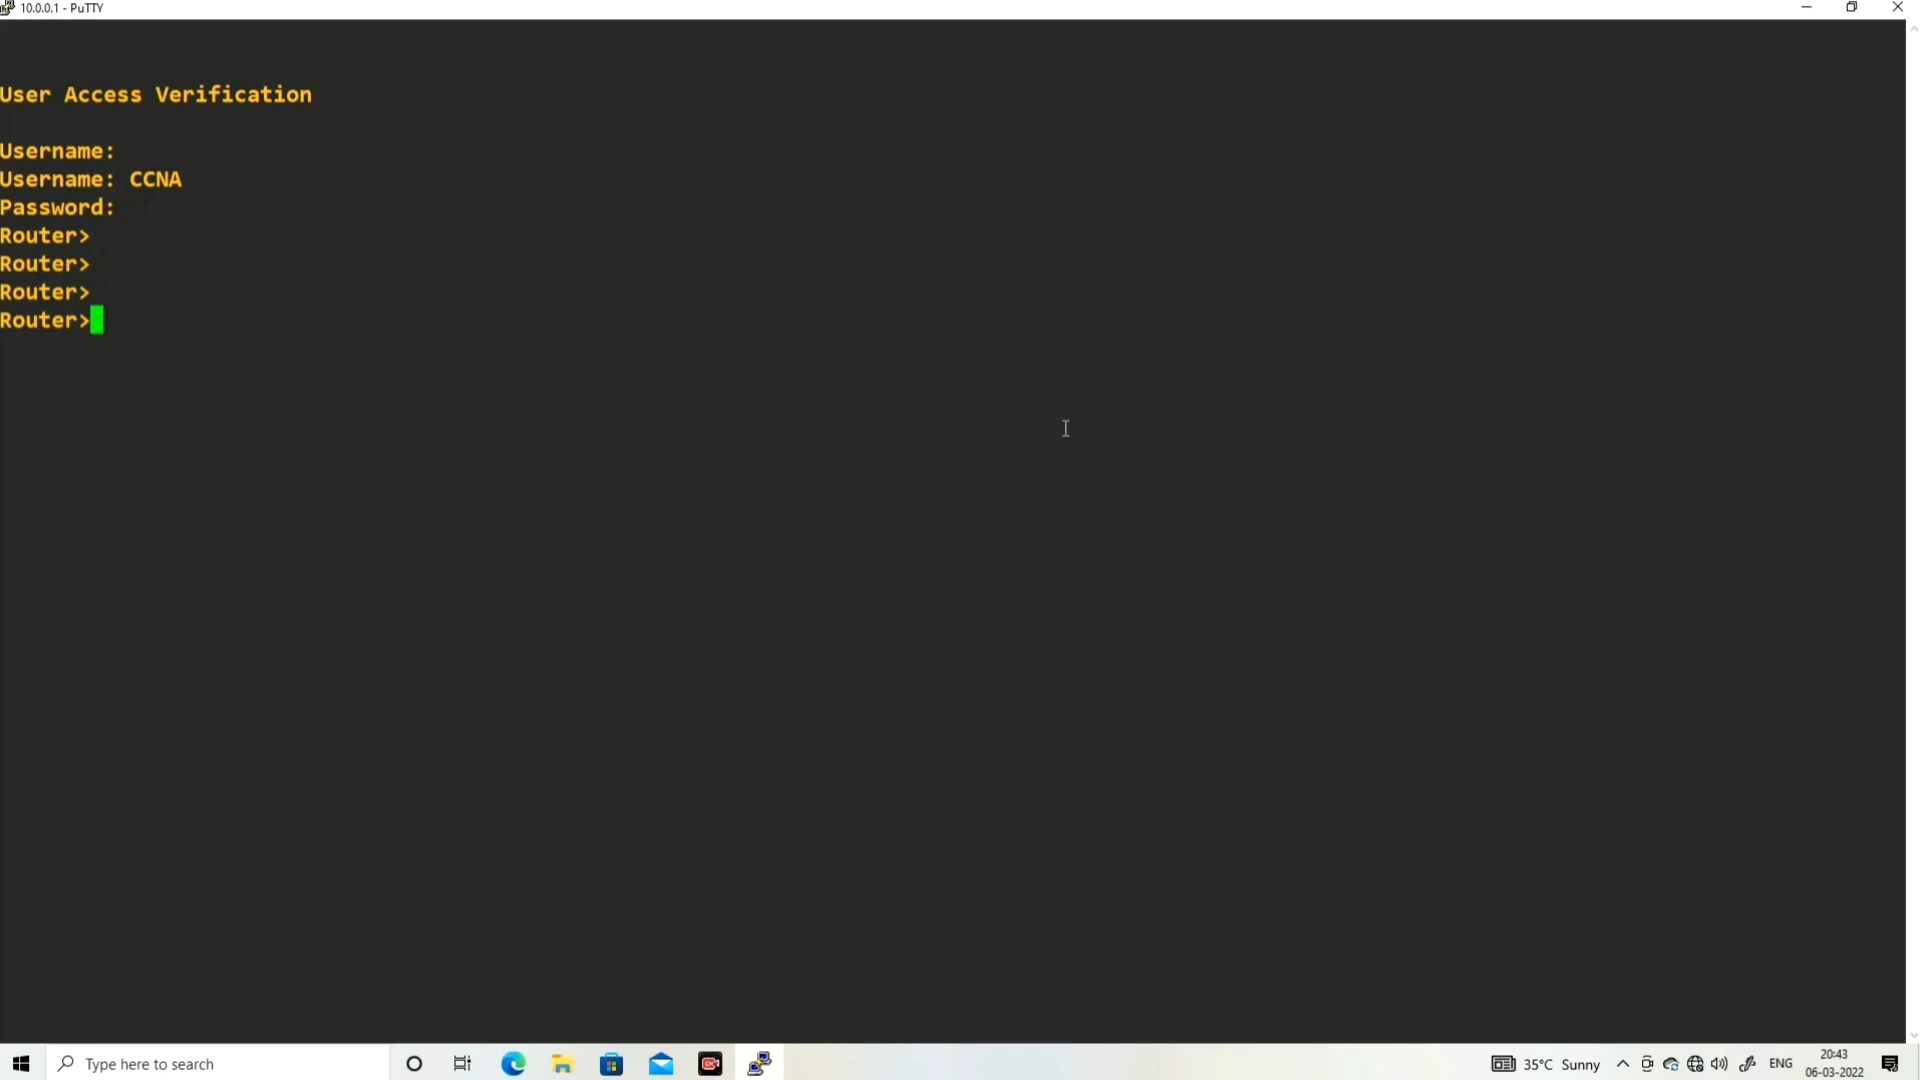 10.0.0.1 - PuTTY
User Access Verification
Username:
Username: CCNA
Password:
Router>
Router>
Router>
Router>
Type here to search
35°C Sunny
ENG
20:43
06-03-2022